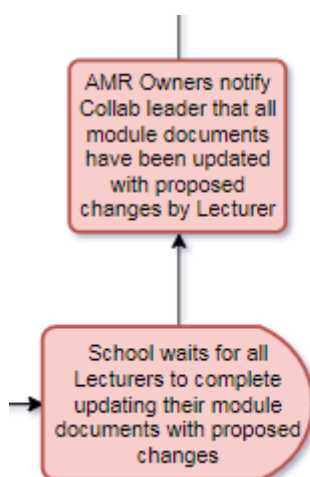 AMR Owners notify
Collab leader that all
module documents
have been updated
with proposed
changes by Lecturer
School waits for all
Lecturers to complete
updating their module
documents with proposed
changes